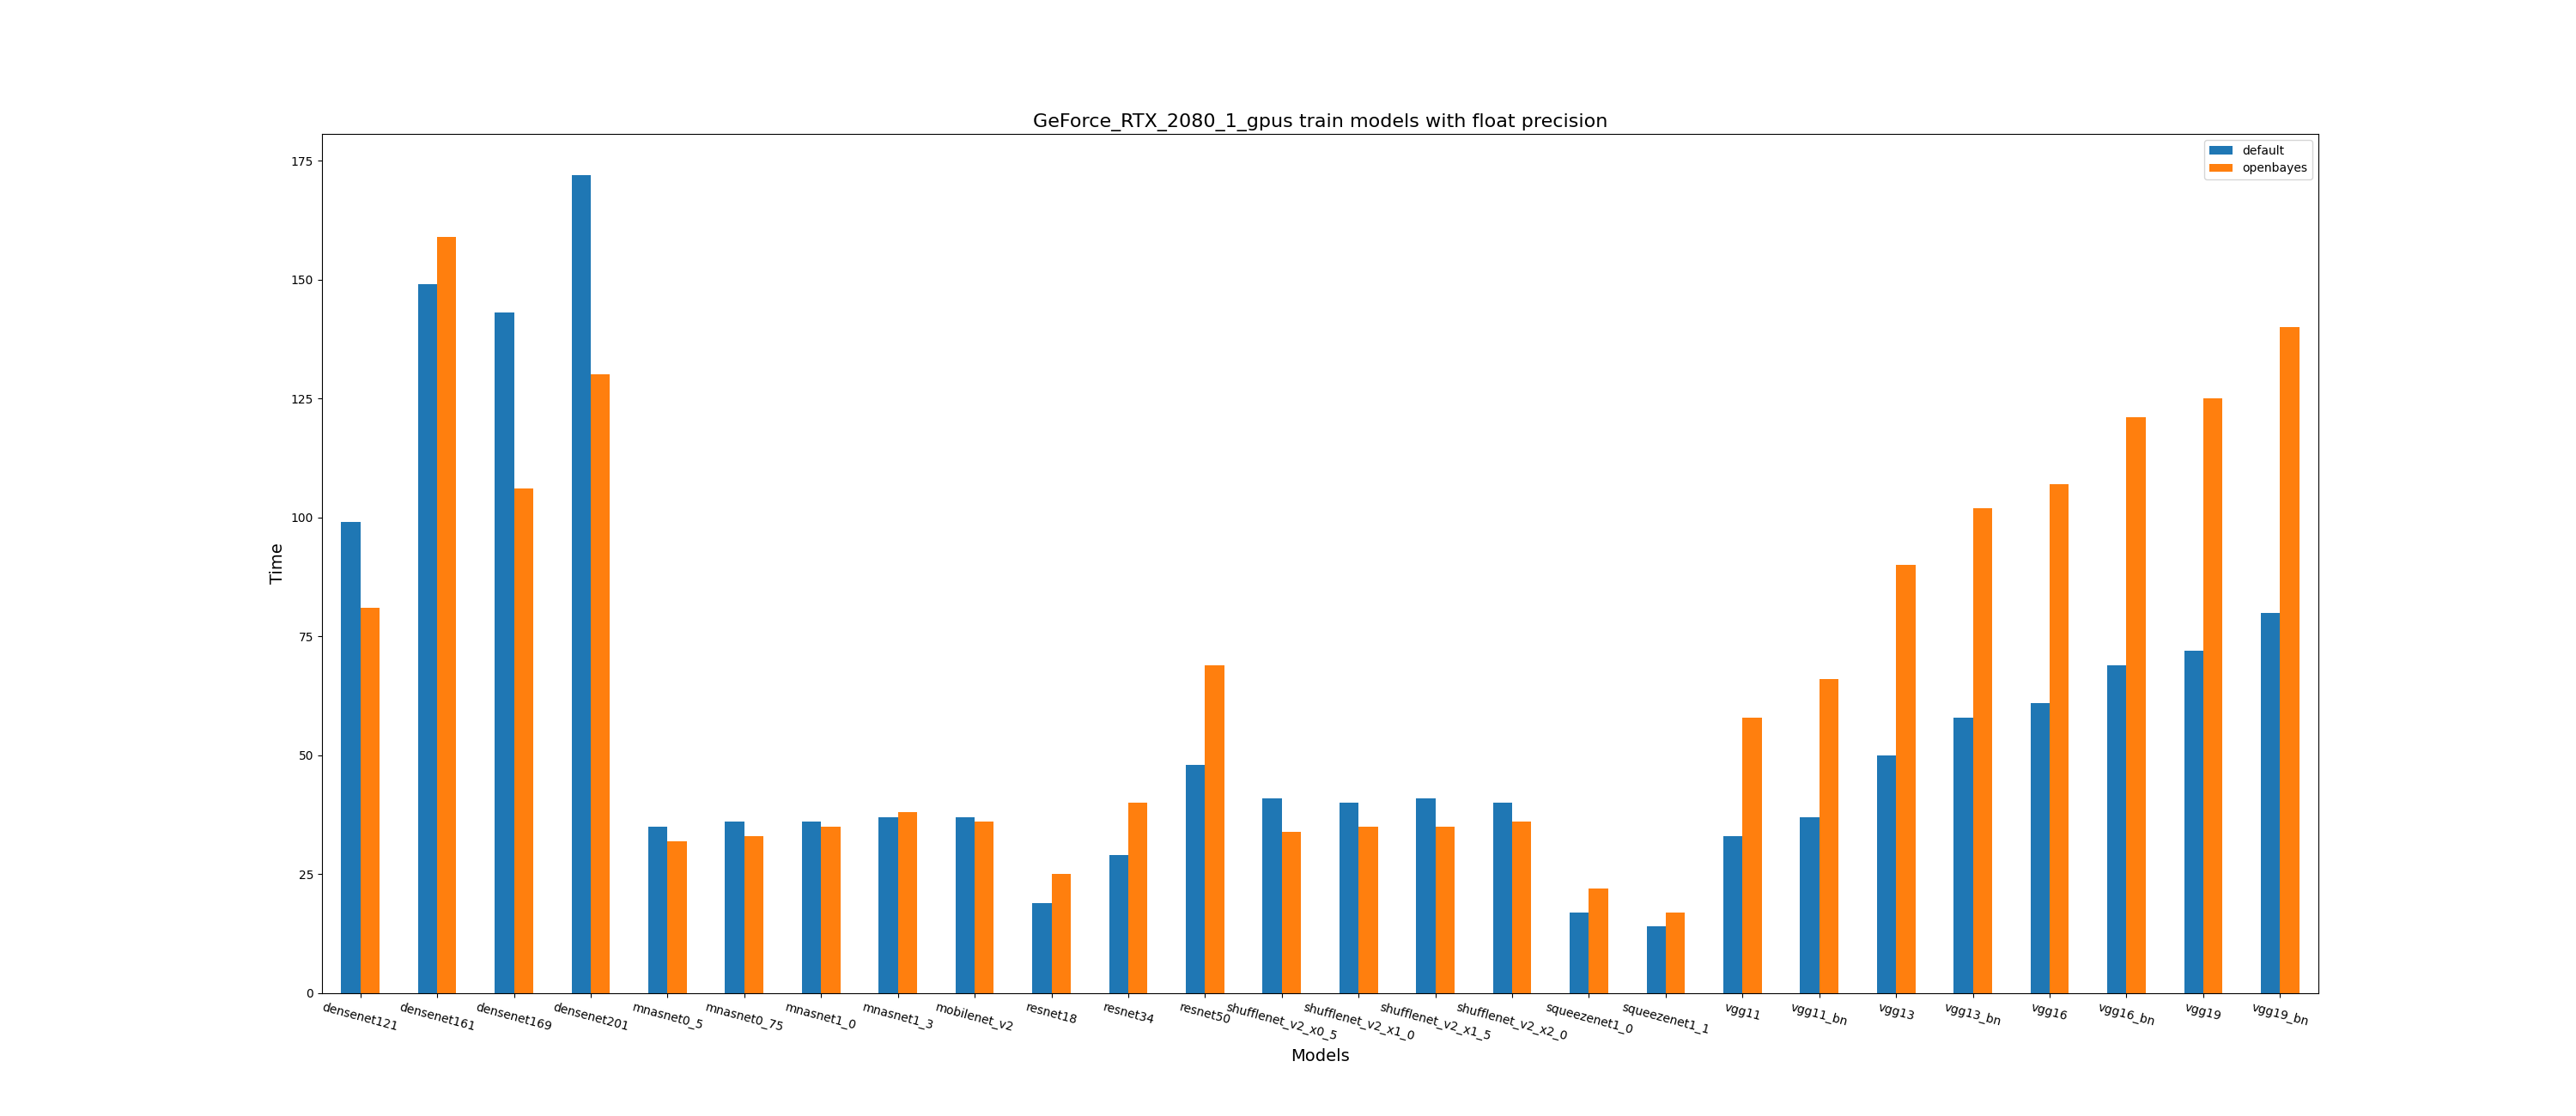 GeForce_RTX_2080_1_gpus train models with float precision
default
openbayes
175
150
125
100
75
50
25
0
Time
densenet121
densenet161
densenet169
densenet201
mnasnet0_5
mnasnet0_75
mnasnet1_0
mnasnet1_3
mobilenet_v2
resnet18
resnet34
resnet50
shufflenet_v2_x0_5
shufflenet_v2_x1_0
shufflenet_v2_x1_5
shufflenet_v2_x2_0
squeezenet1_0
squeezenet1_1
vgg11
vgg11_bn
vgg13
vgg13_bn
vgg16
vgg16_bn
vgg19
vgg19_bn
Models